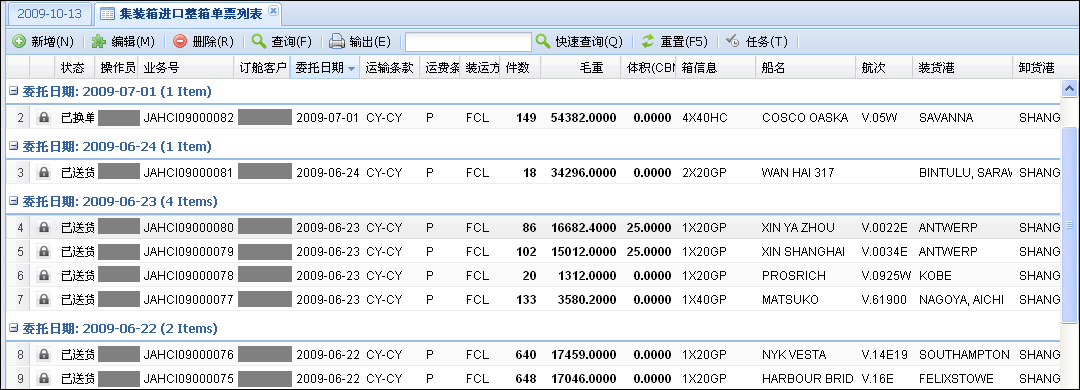 2009-10-13 集装箱进口整箱单票列表
新增(N) 编辑(M) 删除(R) 查询(F) 输出(E) 快速查询(Q) 重置(F5) 任务(T)
状态 操作员 业务号 订舱客户 委托日期 运输条款 运费条 装运方 件数 毛重 体积(CBM 箱信息 船名 航次 装货港 卸货港
委托日期: 2009-07-01 (1 Item)
2 已换单 JAHCI09000082 2009-07-01 CY-CY P FCL 149 54382.0000 0.0000 4X40HC COSCO OASKA V.05W SAVANNA SHANG
委托日期: 2009-06-24 (1 Item)
3 已送货 JAHCI09000081 2009-06-24 CY-CY P FCL 18 34296.0000 0.0000 2X20GP WAN HAI 317 BINTULU, SARAW SHANG
委托日期: 2009-06-23 (4 Items)
4 已送货 JAHCI09000080 2009-06-23 CY-CY P FCL 86 16682.4000 25.0000 1X20GP XIN YA ZHOU V.0022E ANTWERP SHANG
5 已送货 JAHCI09000079 2009-06-23 CY-CY P FCL 102 15012.0000 25.0000 1X20GP XIN SHANGHAI V.0034E ANTWERP SHANG
6 已送货 JAHCI09000078 2009-06-23 CY-CY P FCL 20 1312.0000 0.0000 1X20GP PROSRICH V.0925W KOBE SHANG
7 已送货 JAHCI09000077 2009-06-23 CY-CY P FCL 133 3580.2000 0.0000 1X40GP MATSUKO V.61900 NAGOYA, AICHI SHANG
委托日期: 2009-06-22 (2 Items)
8 已送货 JAHCI09000076 2009-06-22 CY-CY P FCL 640 17459.0000 0.0000 1X20GP NYK VESTA V.14E19 SOUTHAMPTON SHANG
9 已送货 JAHCI09000075 2009-06-22 CY-CY P FCL 648 17046.0000 0.0000 1X20GP HARBOUR BRID V.16E FELIXSTOWE SHANG